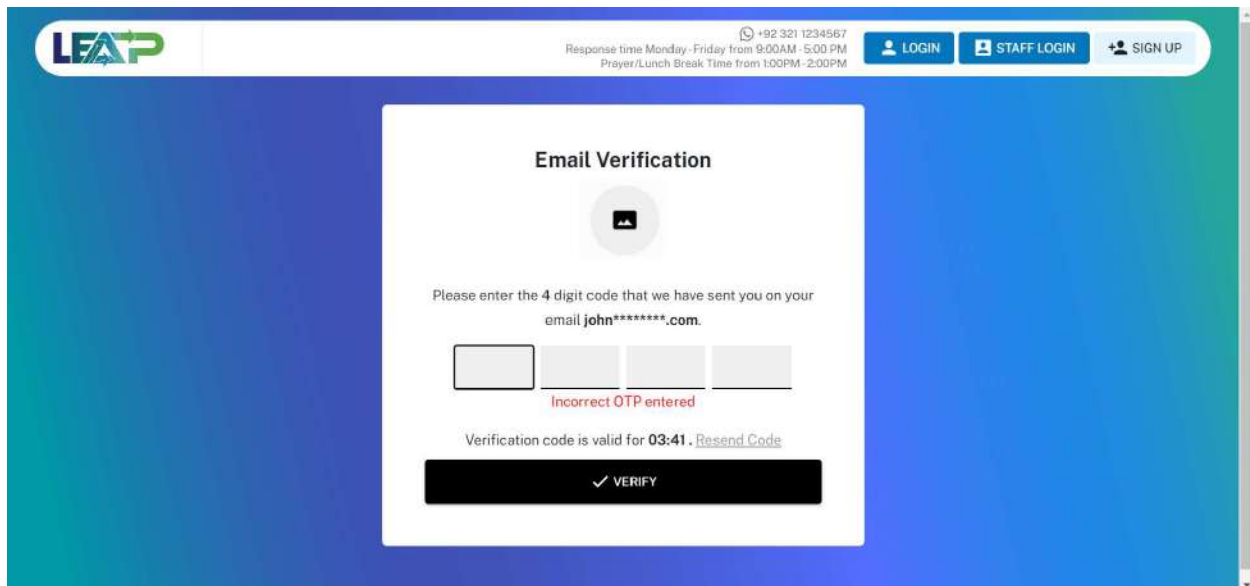 LEAP
+92 321 1234567
Response time Monday-Friday from 9:00AM - 5:00 PM
Prayer/Lunch Break Time from 1:00PM - 2:00PM
LOGIN
STAFF LOGIN
SIGN UP
Email Verification
Please enter the 4 digit code that we have sent you on your
email john********.com.
Incorrect OTP entered
Verification code is valid for 03:41 . Resend Code
VERIFY